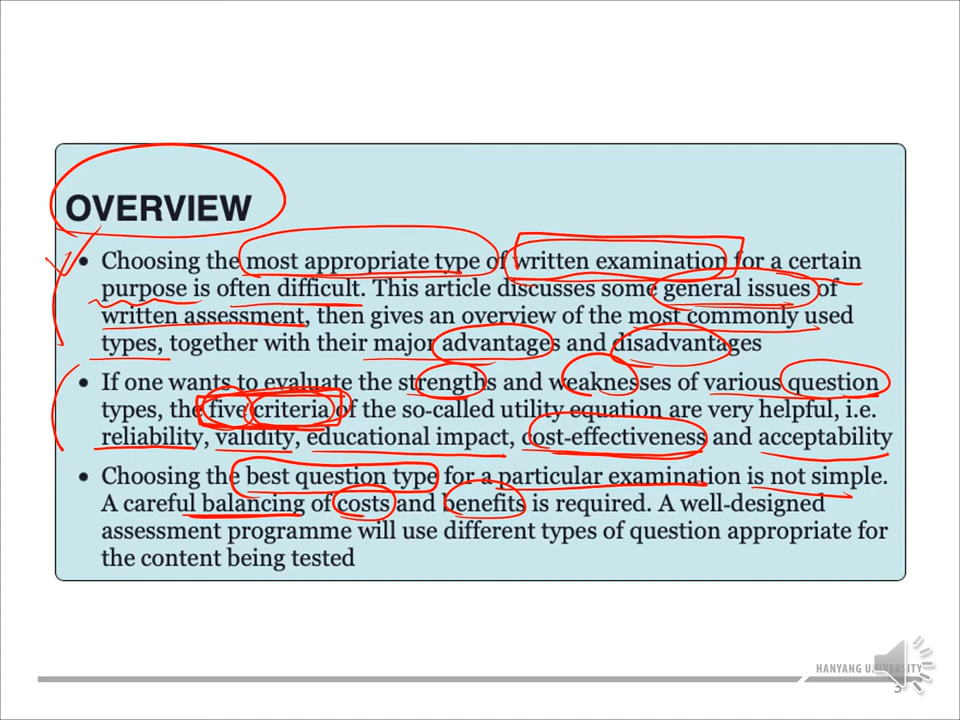 OVERVIEW
• Choosing the most appropriate type of written examination for a certain
purpose is often difficult. This article discusses some general issues of
written assessment, then gives an overview of the most commonly used
types, together with their major advantages and disadvantages
• If one wants to evaluate the strengths and weaknesses of various question
types, the five criteria of the so-called utility equation are very helpful, i.e.
reliability, validity, educational impact, cost-effectiveness and acceptability
• Choosing the best question type for a particular examination is not simple.
A careful balancing of costs and benefits is required. A well-designed
assessment programme will use different types of question appropriate for
the content being tested
HANYANG UNIVERSITY
3